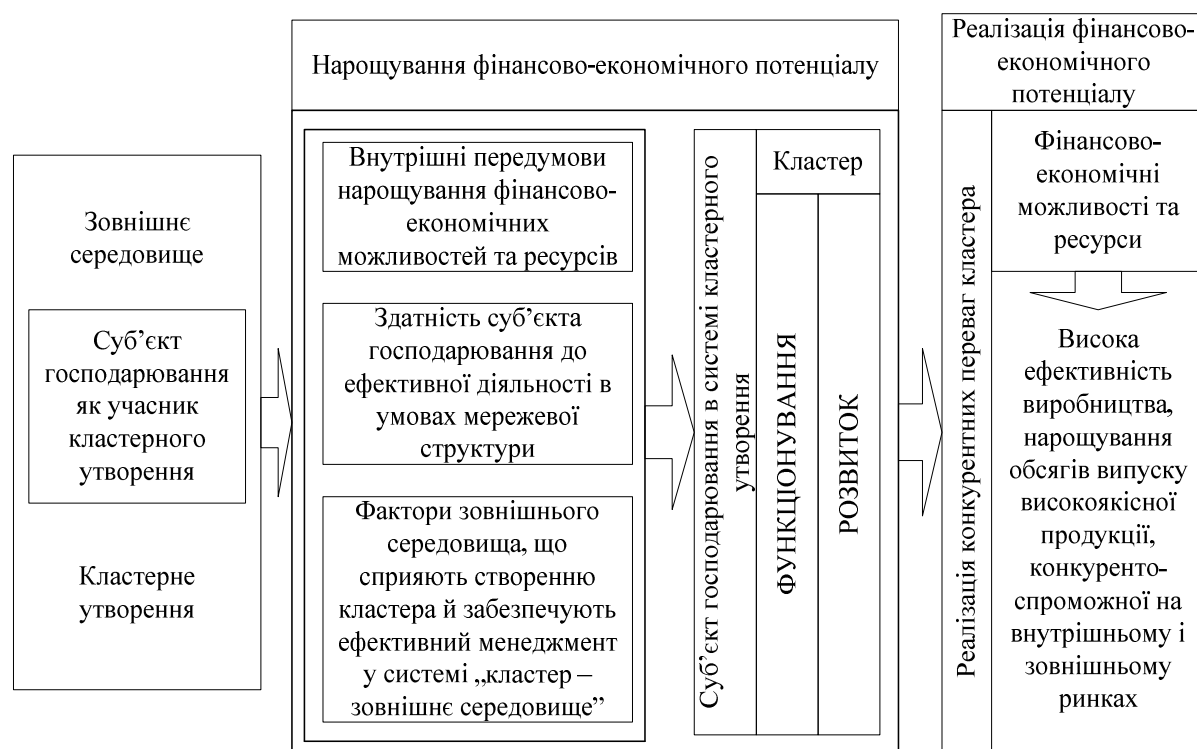 Зовнішнє
середовище
Суб’єкт
господарювання
як учасник
кластерного
утворення
Кластерне
утворення
Нарощування фінансово-економічного потенціалу
Внутрішні передумови
нарощування фінансово-
економічних
можливостей та ресурсів
Здатність суб’єкта
господарювання до
ефективної діяльності в
умовах мережевої
структури
Фактори зовнішнього
середовища, що
сприяють створенню
кластера й забезпечують
ефективний менеджмент
у системі „кластер –
зовнішнє середовище”
Суб’єкт господарювання в системі кластерного
утворення
Кластер
ФУНКЦІОНУВАННЯ
РОЗВИТОК
Реалізація фінансово-
економічного
потенціалу
Реалізація конкурентних переваг кластера
Фінансово-
економічні
можливості та
ресурси
Висока
ефективність
виробництва,
нарощування
обсягів випуску
високоякісної
продукції,
конкуренто-
спроможної на
внутрішньому і
зовнішньому
ринках